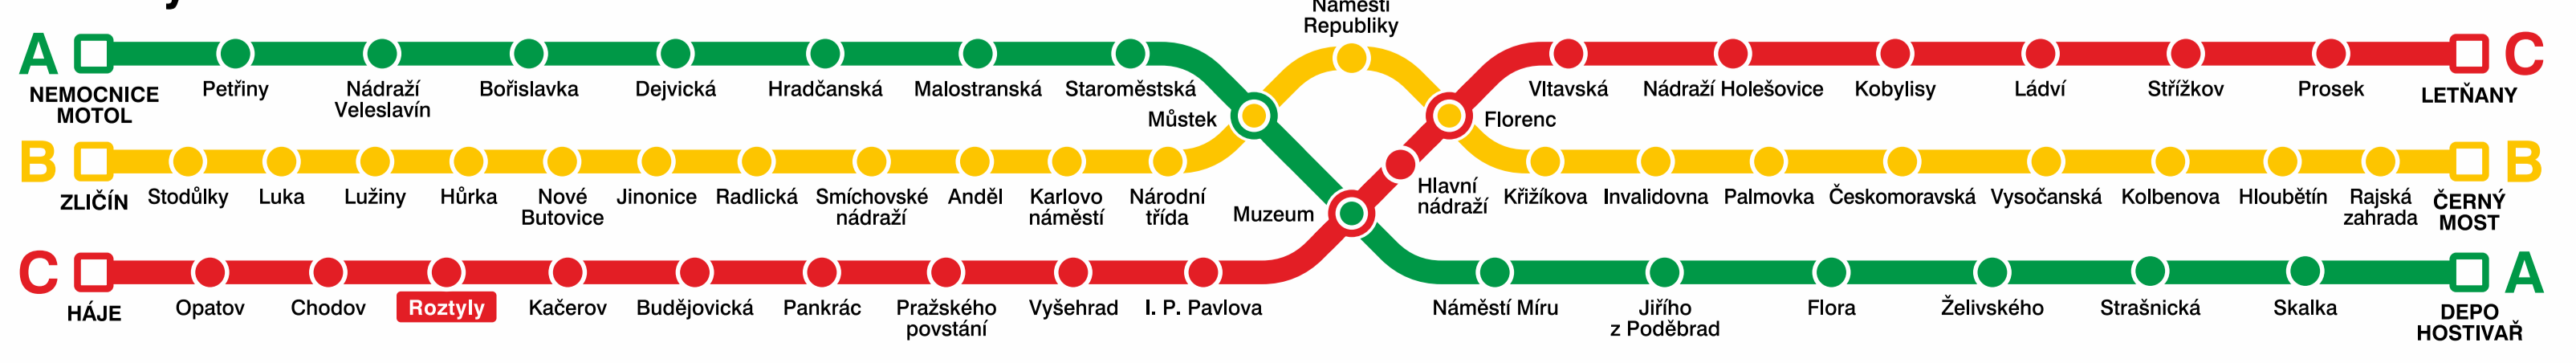 Náměstí
Republiky
A
Petřiny
Nádraží
Veleslavín
Bořislavka
Dejvická
Hradčanská
Malostranská
Staroměstská
Vltavská
Nádraží Holešovice
Kobylisy
Ládví
Střížkov
Prosek
C
NEMOCNICE
MOTOL
LETŇANY
Můstek
Florenc
B
ZLIČÍN
Stodůlky
Luka
Lužiny
Hůrka
Nové
Butovice
Jinonice
Radlická
Smíchovské
nádraží
Anděl
Karlovo
náměstí
Národní
třída
Muzeum
Hlavní
nádraží
Křižíkova
Invalidovna
Palmovka
Českomoravská
Vysočanská
Kolbenova
Hloubětín
Rajská
zahrada
ČERNÝ
MOST
B
C
HÁJE
Opatov
Chodov
Roztyly
Kačerov
Budějovická
Pankrác
Pražského
povstání
Vyšehrad
I. P. Pavlova
Náměstí Míru
Jiřího
z Poděbrad
Flora
Želivského
Strašnická
Skalka
DEPO
HOSTIVAŘ
A